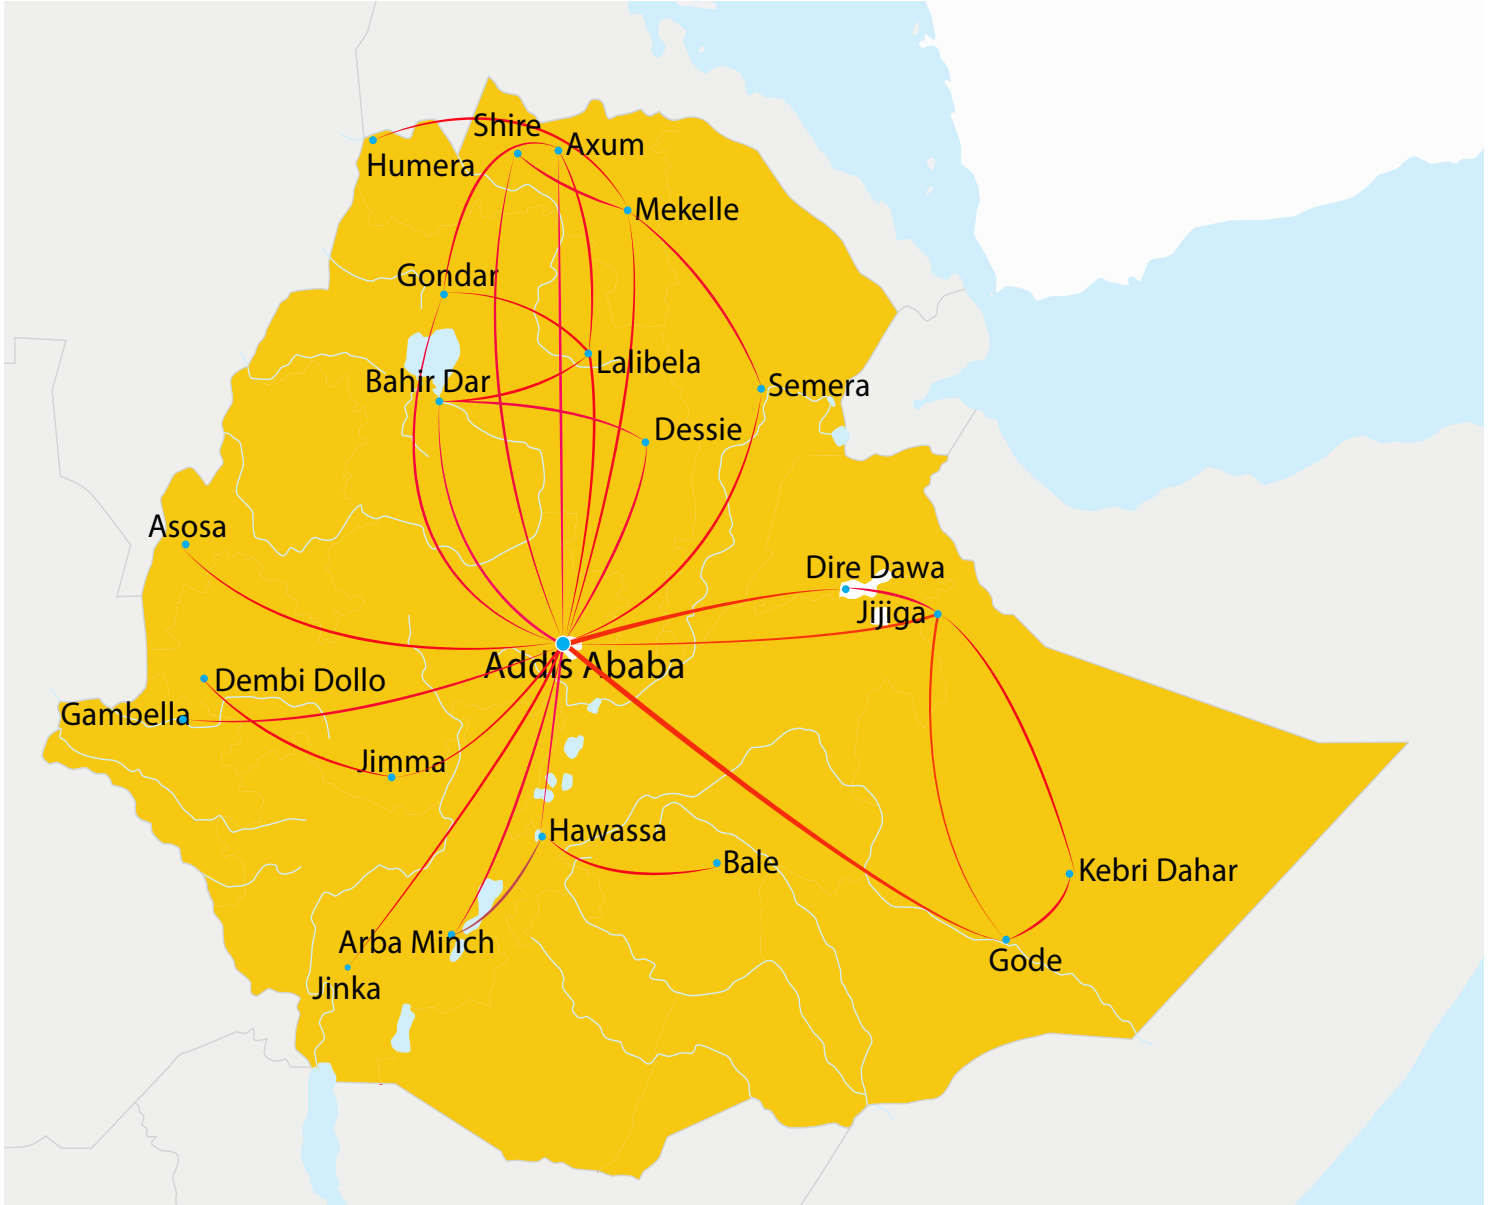 Shire
Axum
Humera
Mekelle
Gondar
Lalibela
Bahir Dar
Semera
Dessie
Asosa
Dire Dawa
Jijiga
Addis Ababa
Dembi Dollo
Gambella
Jimma
Hawassa
Bale
Kebri Dahar
Arba Minch
Gode
Jinka